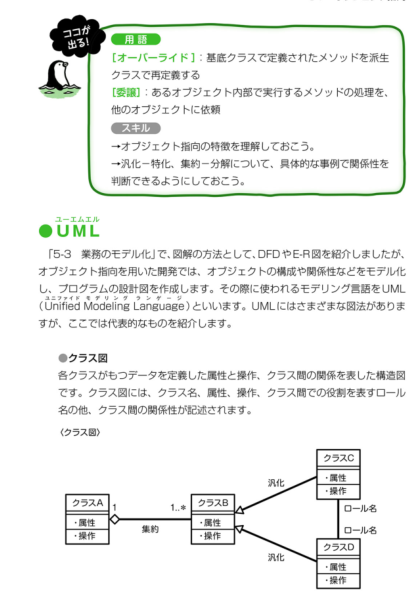 ココが
出る!
用語
[オーバーライド]:基底クラスで定義されたメソッドを派生
クラスで再定義する
[委譲]:あるオブジェクト内部で実行するメソッドの処理を、
他のオブジェクトに依頼
スキル
→オブジェクト指向の特徴を理解しておこう。
→汎化−特化、集約−分解について、具体的な事例で関係性を
判断できるようにしておこう。
ユーエムエル
●UML
「5-3 業務のモデル化」で、図解の方法として、DFDやE-R図を紹介しましたが、
オブジェクト指向を用いた開発では、オブジェクトの構成や関係性などをモデル化
し、プログラムの設計図を作成します。その際に使われるモデリング言語をUML
ユニファイド モデリング ランゲージ
(Unified Modeling Language)といいます。UMLにはさまざまな図法がありま
すが、ここでは代表的なものを紹介します。
●クラス図
各クラスがもつデータを定義した属性と操作、クラス間の関係を表した構造図
です。クラス図には、クラス名、属性、操作、クラス間での役割を表すロール
名の他、クラス間の関係性が記述されます。
〈クラス図〉
クラスC
・属性
・操作
汎化
クラスA
・属性
・操作
1
1..*
集約
クラスB
・属性
・操作
ロール名
ロール名
汎化
クラスD
・属性
・操作